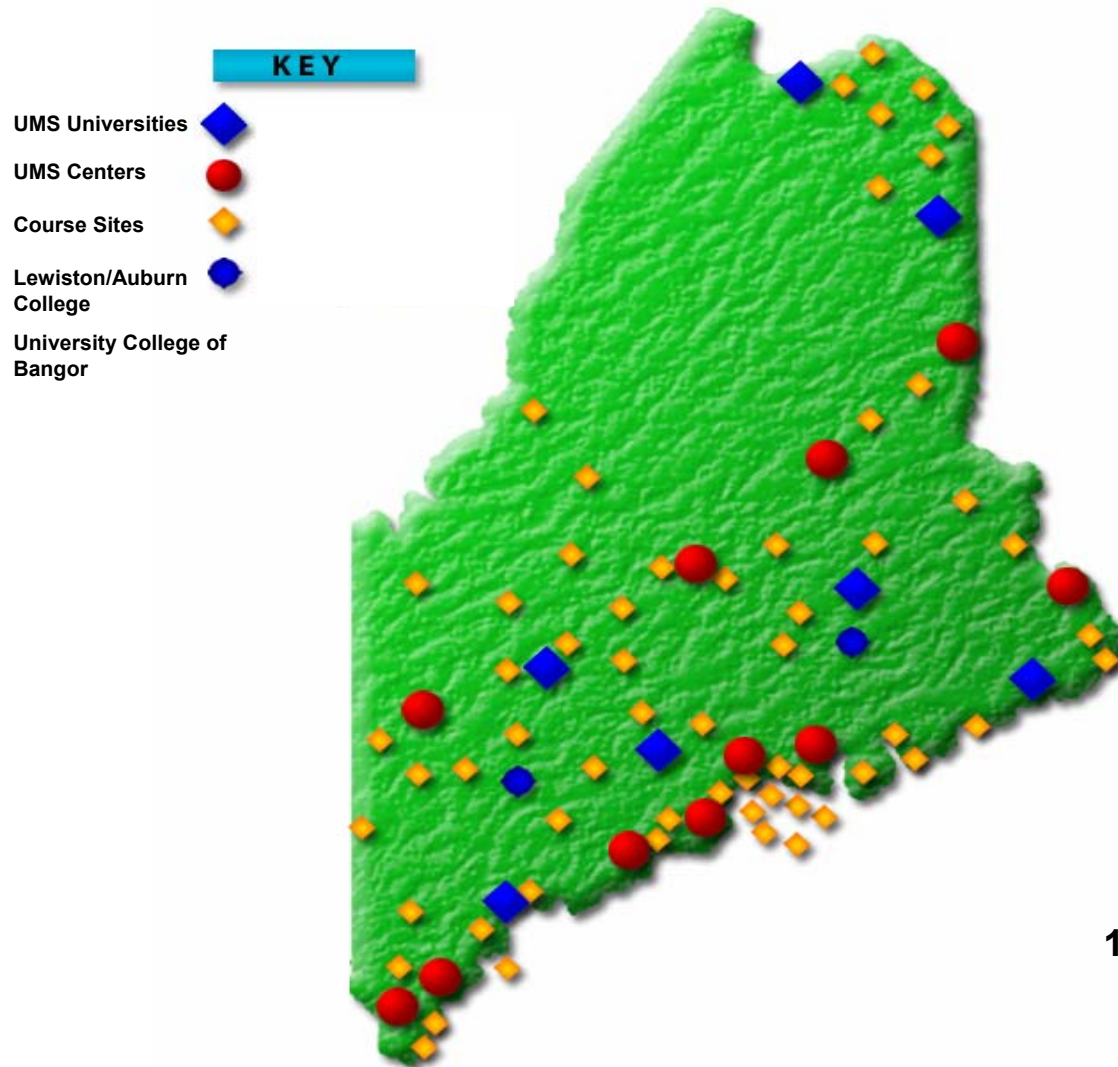 KEY
UMS Universities
UMS Centers
Course Sites
Lewiston/Auburn
College
University College of
Bangor
1